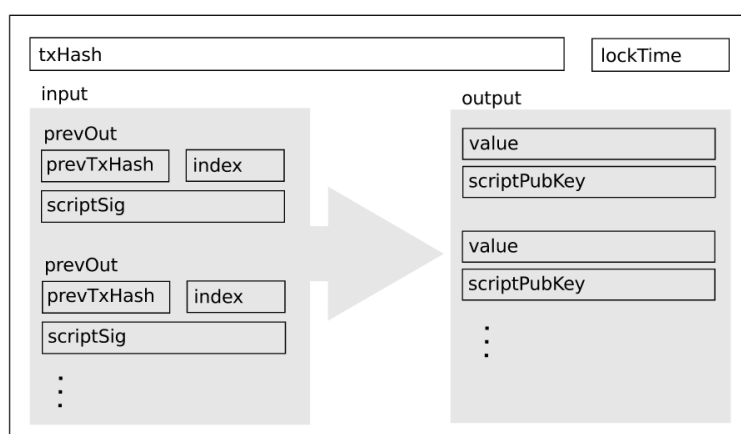 txHash
lockTime
input
prevOut
prevTxHash
index
scriptSig
prevOut
prevTxHash
index
scriptSig
output
value
scriptPubKey
value
scriptPubKey